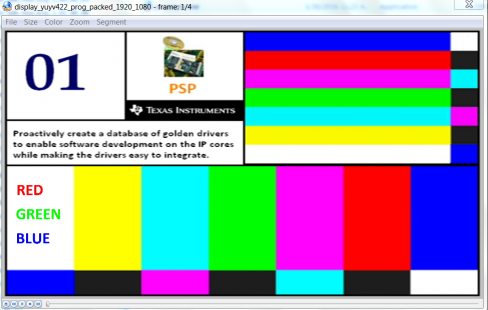 display_yuyv422_prog_packed_1920_1080 - frame: 1/4
File Size Color Zoom Segment
01
PSP
TEXAS INSTRUMENTS
Proactively create a database of golden drivers
to enable software development on the IP cores
while making the drivers easy to integrate.
RED
GREEN
BLUE